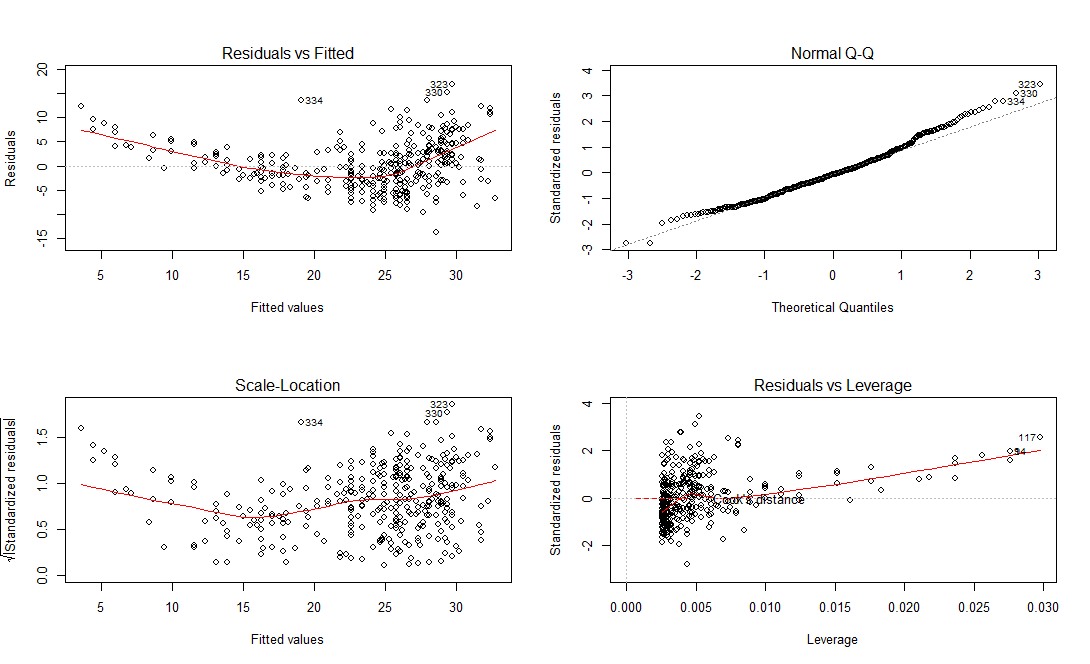 Residuals vs Fitted
Residuals
20
10
5
0
-5
-15
323
330
334
5 10 15 20 25 30
Fitted values
Normal Q-Q
Standardized residuals
4
3
2
1
0
-1
-2
-3
323
330
334
-3 -2 -1 0 1 2 3
Theoretical Quantiles
Scale-Location
√|Standardized residuals|
1.5
1.0
0.5
0.0
323
330
334
5 10 15 20 25 30
Fitted values
Residuals vs Leverage
Standardized residuals
4
2
0
-2
117
94
Cook's distance
0.000 0.005 0.010 0.015 0.020 0.025 0.030
Leverage